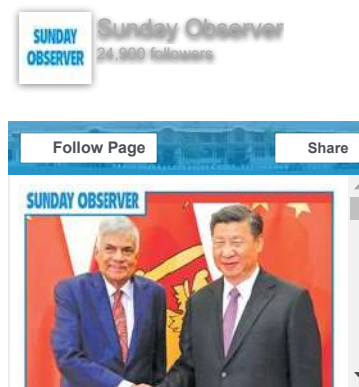 SUNDAY
OBSERVER
Sunday Observer
24,900 followers
Follow Page
Share
SUNDAY OBSERVER